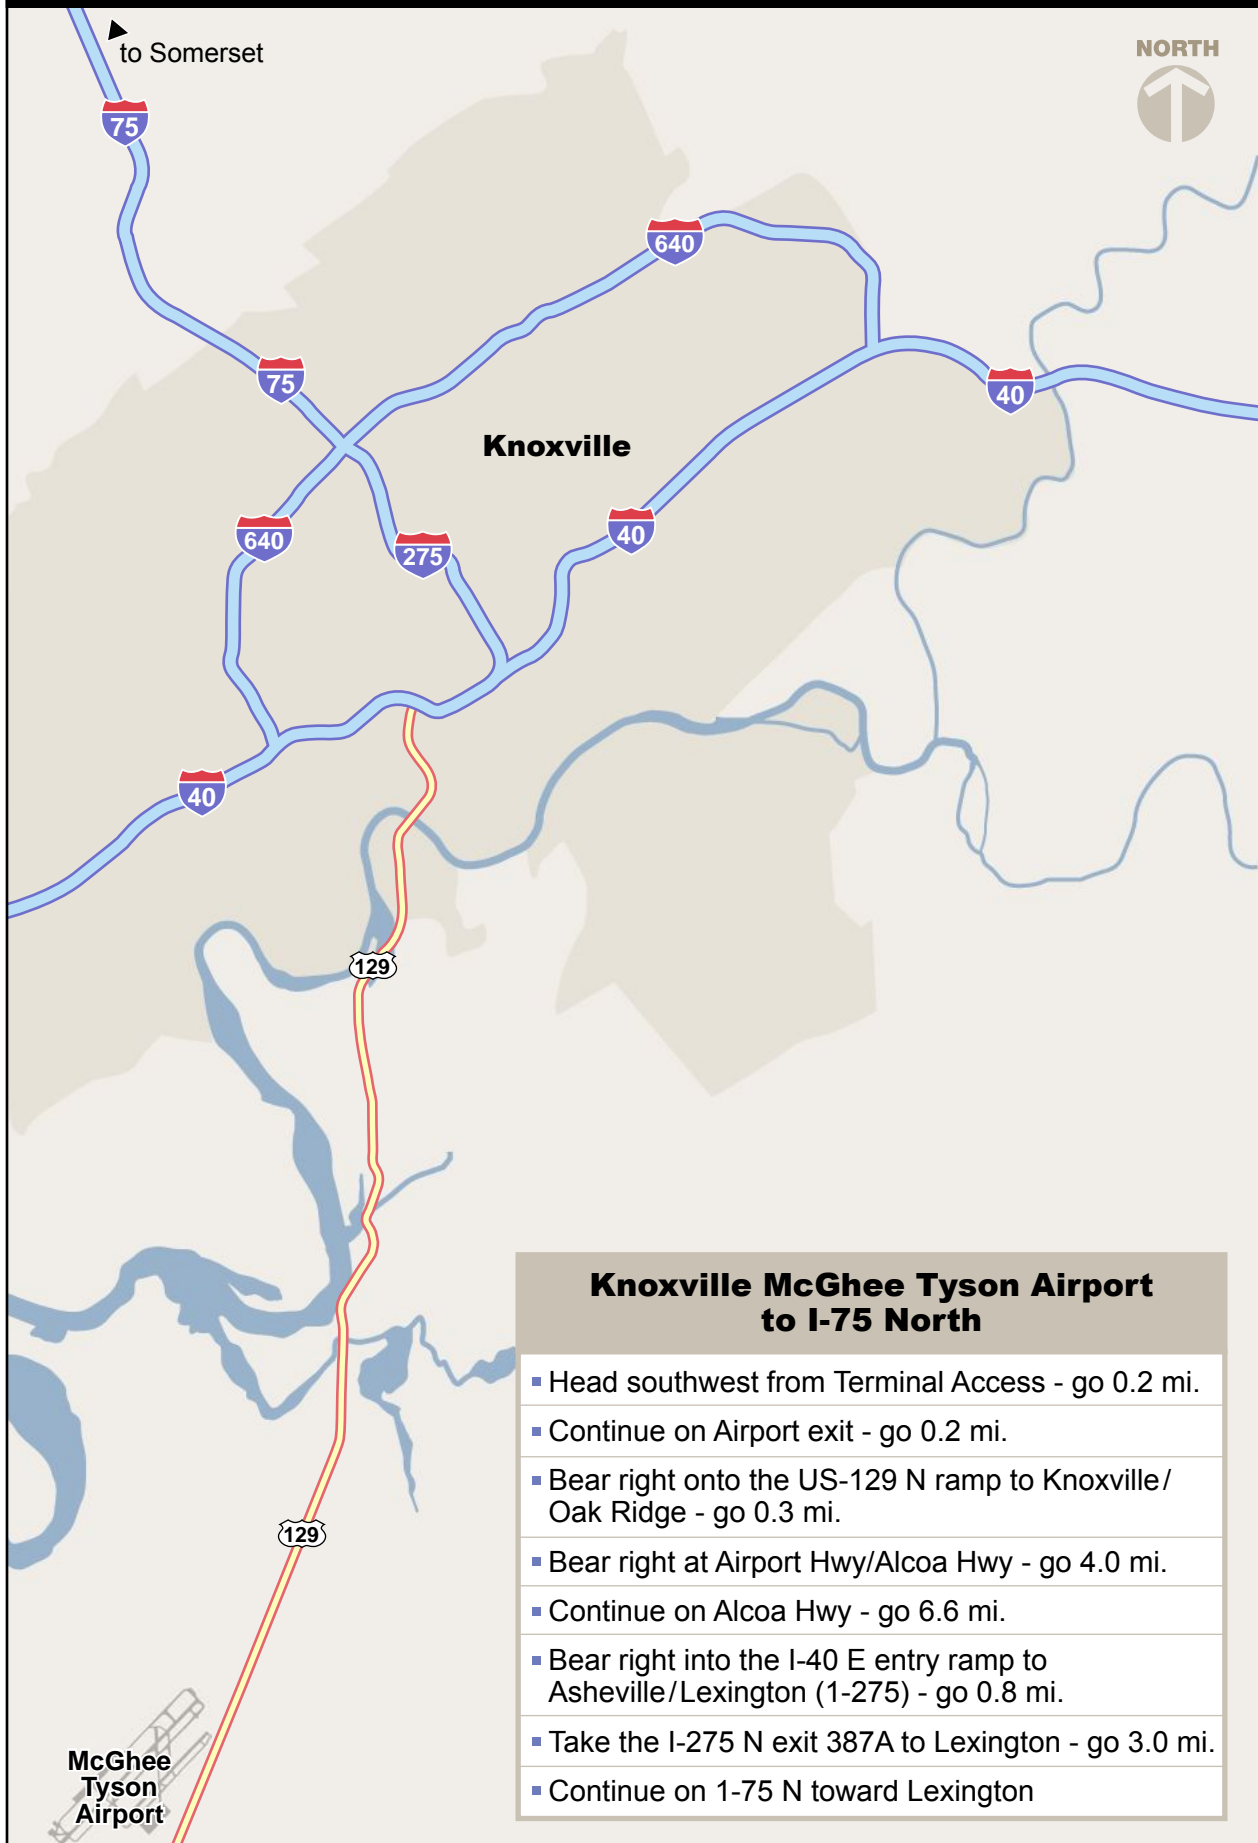 to Somerset
NORTH
75
640
75
40
Knoxville
640
275
40
40
129
129
McGhee
Tyson
Airport
Knoxville McGhee Tyson Airport
to I-75 North
Head southwest from Terminal Access - go 0.2 mi.
Continue on Airport exit - go 0.2 mi.
Bear right onto the US-129 N ramp to Knoxville/
Oak Ridge - go 0.3 mi.
Bear right at Airport Hwy/Alcoa Hwy - go 4.0 mi.
Continue on Alcoa Hwy - go 6.6 mi.
Bear right into the I-40 E entry ramp to
Asheville/Lexington (1-275) - go 0.8 mi.
Take the I-275 N exit 387A to Lexington - go 3.0 mi.
Continue on 1-75 N toward Lexington